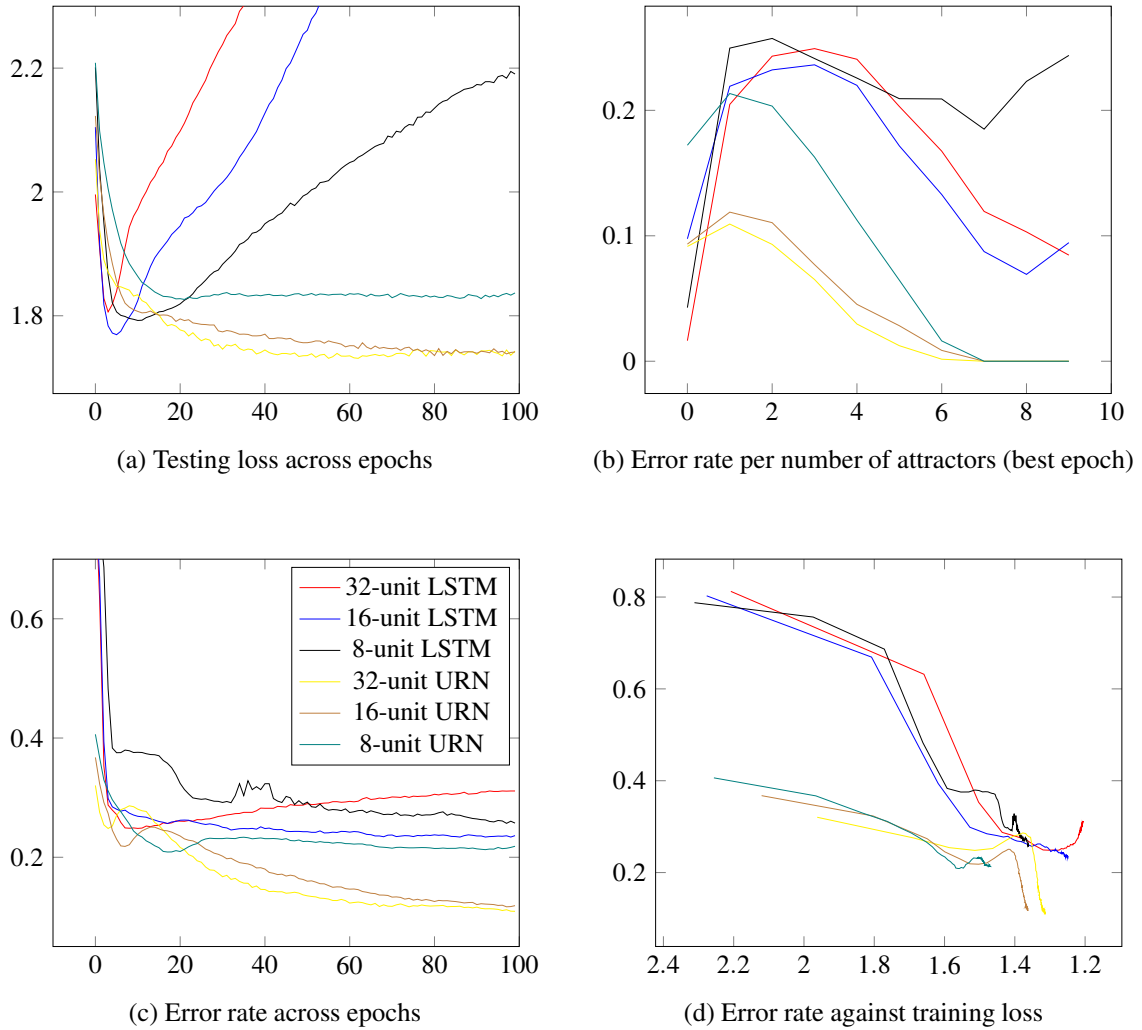 2.2
2
1.8
0 20 40 60 80 100
(a) Testing loss across epochs
0.2
0.1
0
0 2 4 6 8 10
(b) Error rate per number of attractors (best epoch)
0.6
0.4
0.2
0 20 40 60 80 100
32-unit LSTM
16-unit LSTM
8-unit LSTM
32-unit URN
16-unit URN
8-unit URN
(c) Error rate across epochs
0.8
0.6
0.4
0.2
2.4 2.2 2 1.8 1.6 1.4 1.2
(d) Error rate against training loss